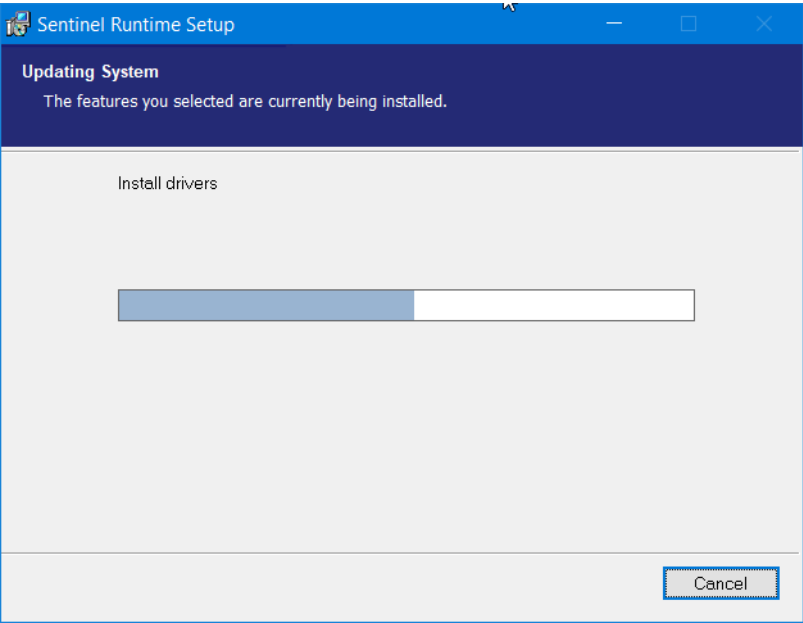 Sentinel Runtime Setup
Updating System
The features you selected are currently being installed.
Install drivers
Cancel